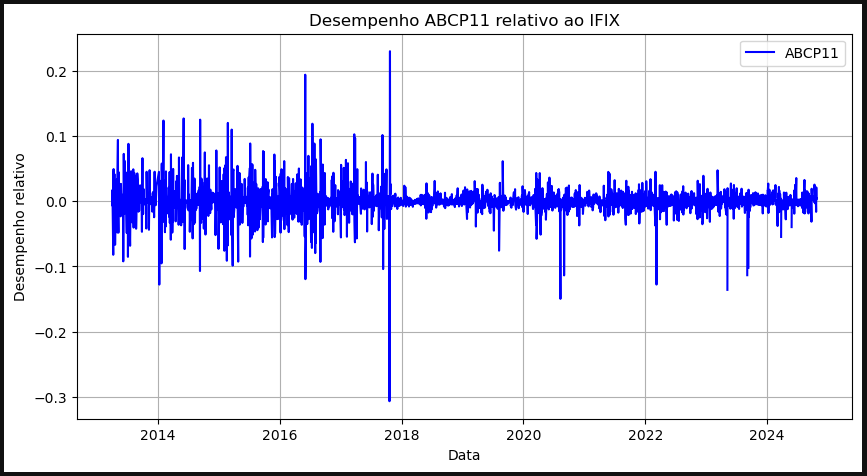 Desempenho ABCP11 relativo ao IFIX
ABCP11
Desempenho relativo
0.2
0.1
0.0
−0.1
−0.2
−0.3
2014 2016 2018 2020 2022 2024
Data